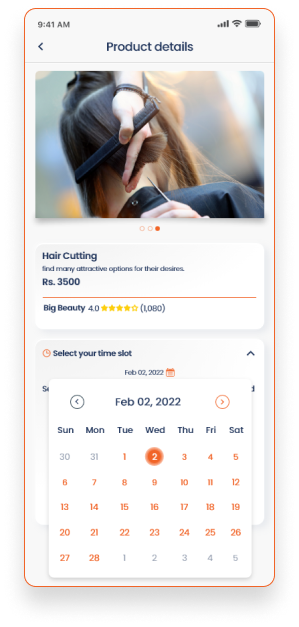 9:41 AM
Product details
Hair Cutting
find many attractive options for their desires.
Rs. 3500
Big Beauty 4.0 (1,080)
Select your time slot
Feb 02, 2022
Feb 02, 2022
Sun Mon Tue Wed Thu Fri Sat
30 31 1 2 3 4 5
6 7 8 9 10 11 12
13 14 15 16 17 18 19
20 21 22 23 24 25 26
27 28 1 2 3 4 5